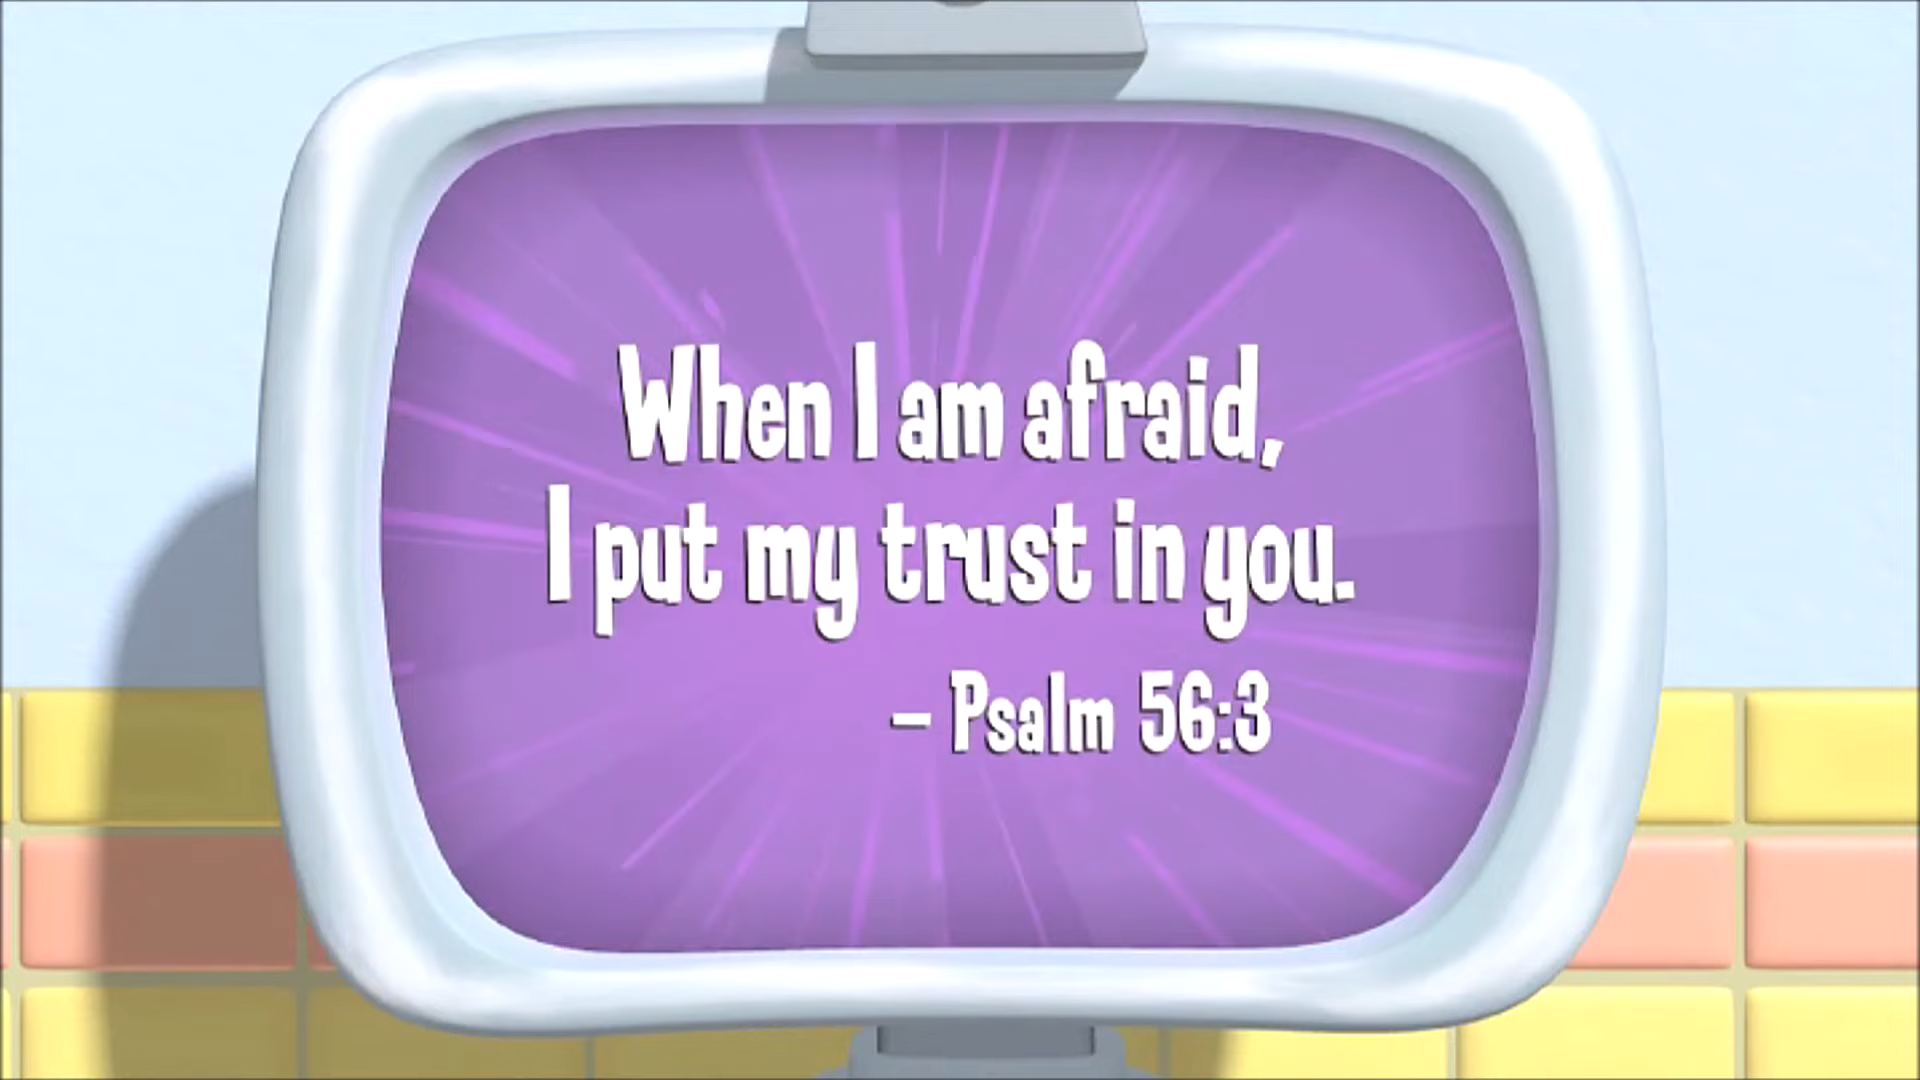 When I am afraid,
I put my trust in you.
– Psalm 56:3